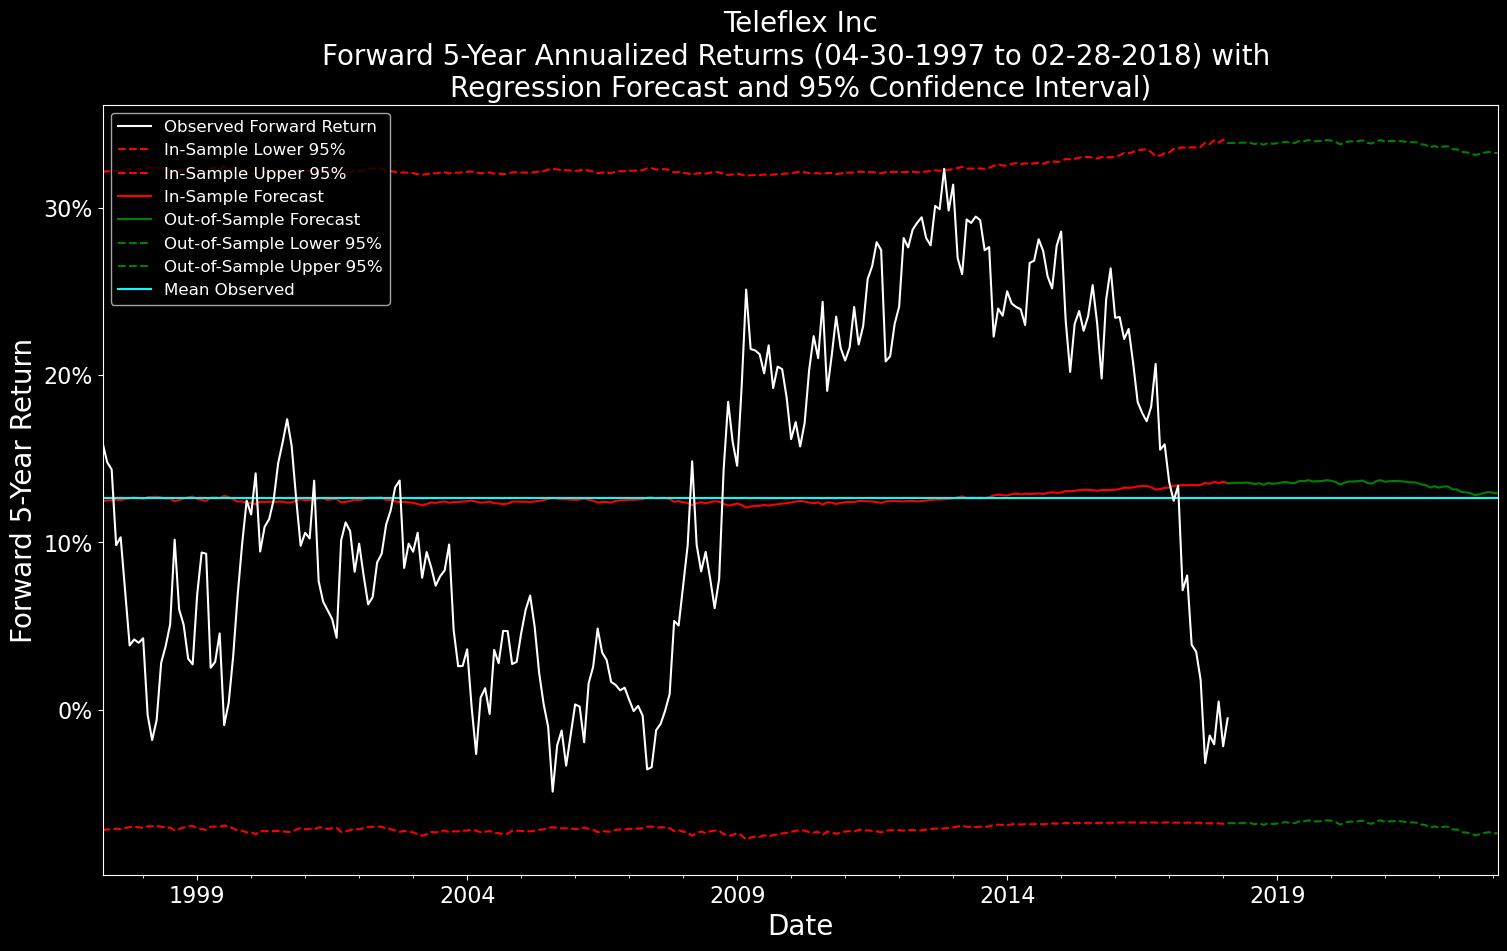 Teleflex Inc
Forward 5-Year Annualized Returns (04-30-1997 to 02-28-2018) with
Regression Forecast and 95% Confidence Interval)
Observed Forward Return
In-Sample Lower 95%
In-Sample Upper 95%
In-Sample Forecast
Out-of-Sample Forecast
Out-of-Sample Lower 95%
Out-of-Sample Upper 95%
Mean Observed
Forward 5-Year Return
30%
20%
10%
0%
1999
2004
2009
2014
2019
Date